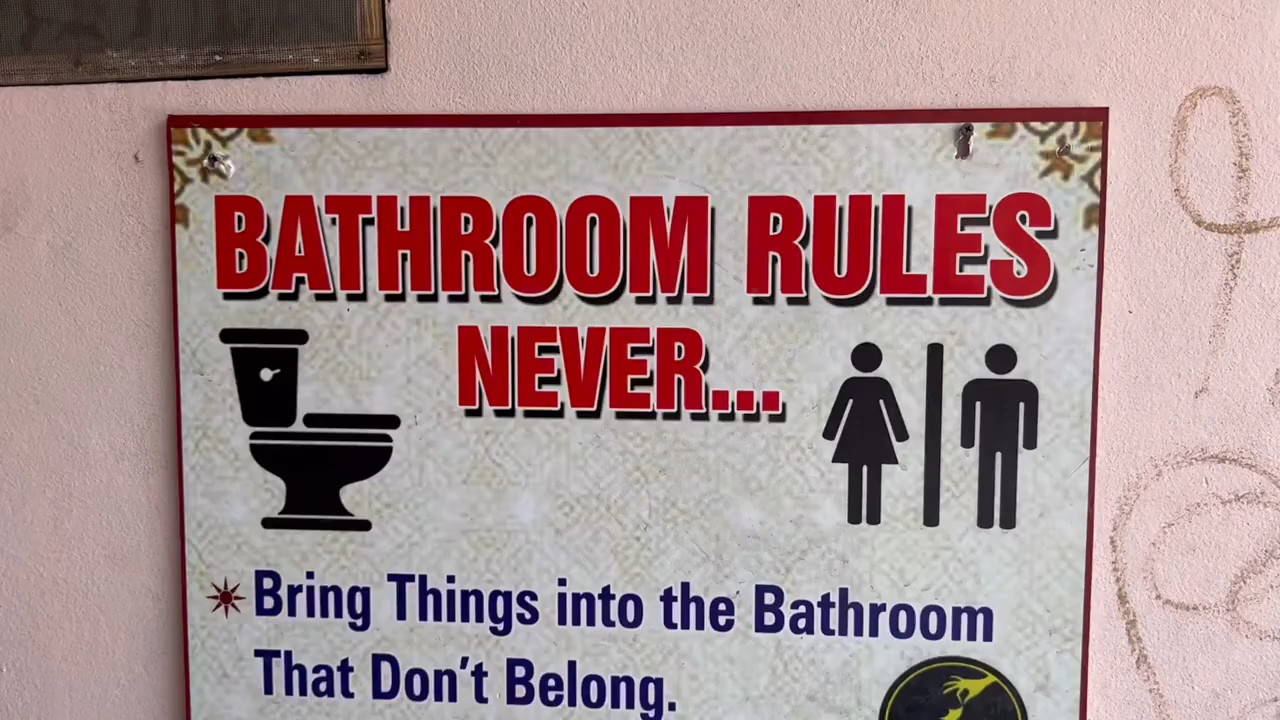 BATHROOM RULES
NEVER...
Bring Things into the Bathroom
That Don't Belong.